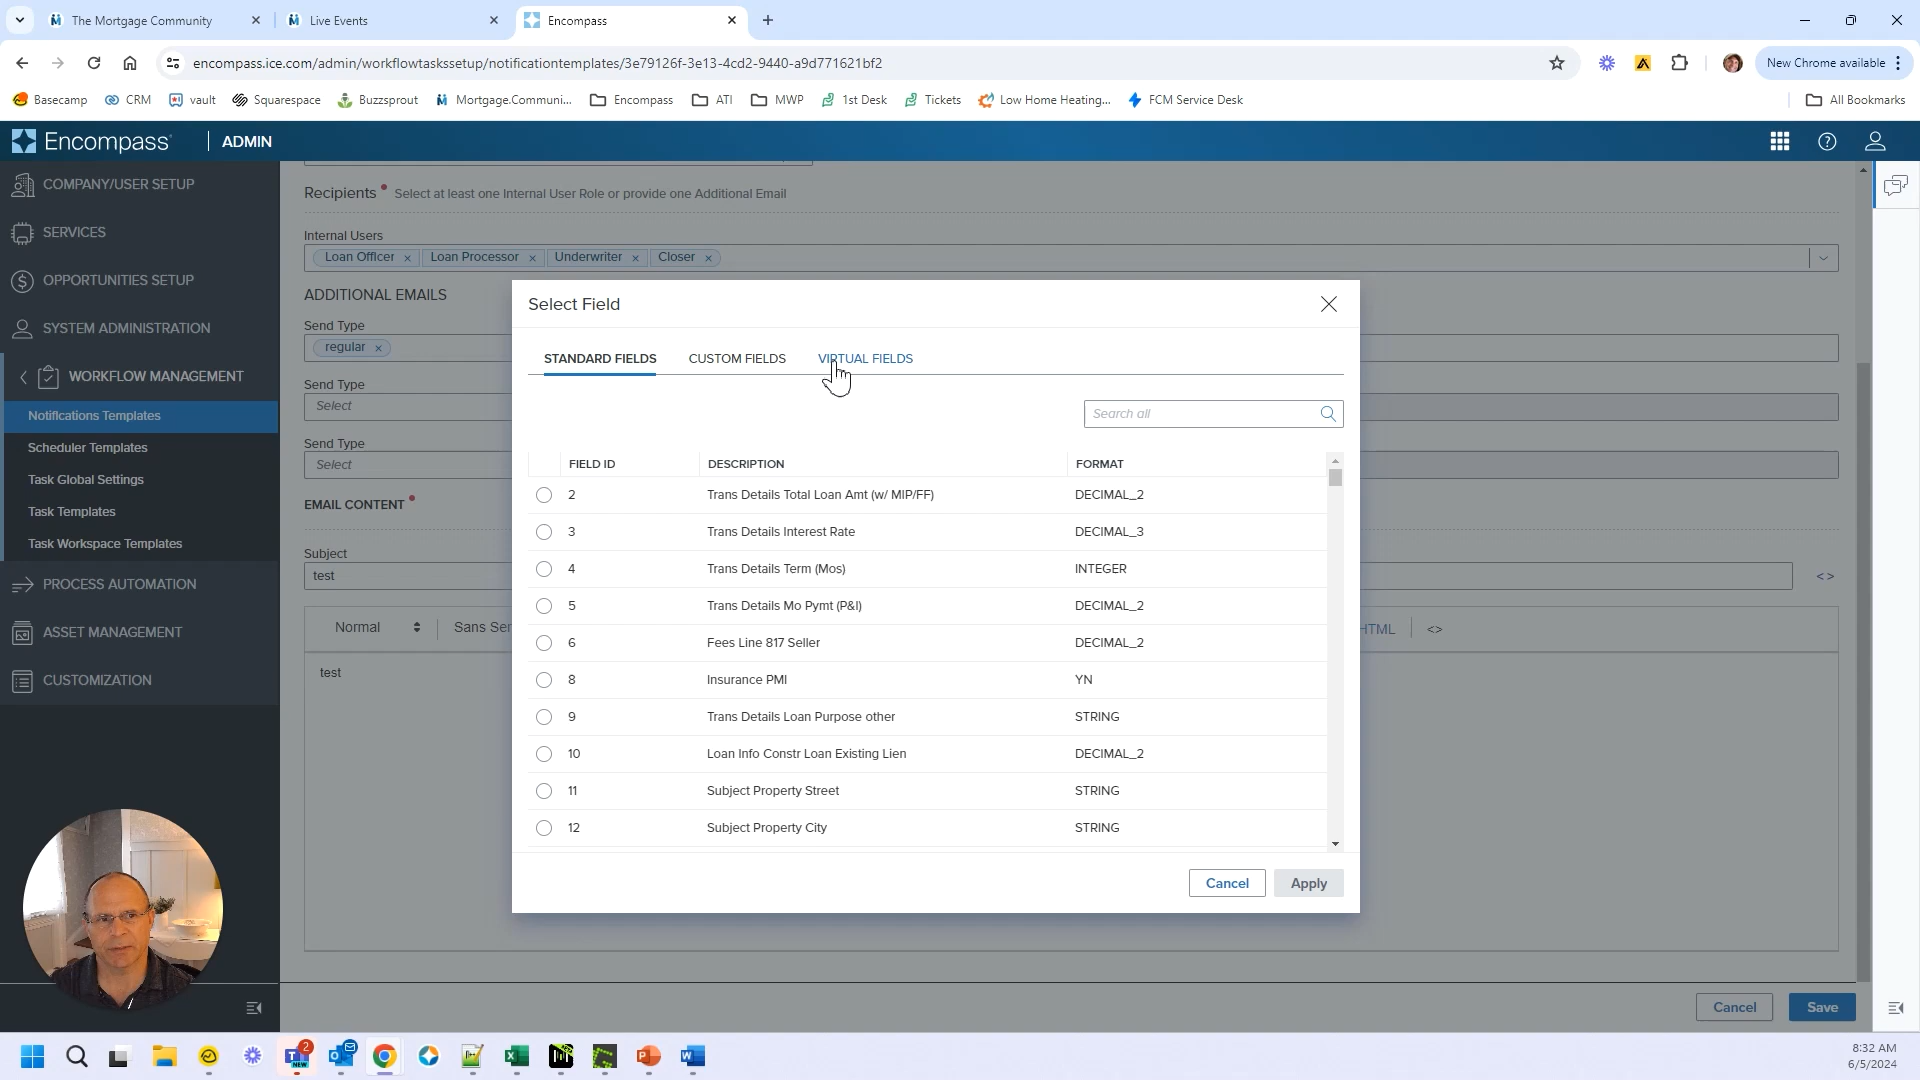 The Mortgage Community
Live Events
Encompass
encompass.ice.com/admin/workflowtaskssetup/notificationtemplates/3e79126f-3e13-4cd2-9440-a9d771621bf2
New Chrome available
Basecamp
CRM
vault
Squarespace
Buzzsprout
Mortgage.Communi...
Encompass
ATI
MWP
1st Desk
Tickets
Low Home Heating...
FCM Service Desk
All Bookmarks
Encompass
ADMIN
COMPANY/USER SETUP
SERVICES
OPPORTUNITIES SETUP
SYSTEM ADMINISTRATION
WORKFLOW MANAGEMENT
Notifications Templates
Scheduler Templates
Task Global Settings
Task Templates
Task Workspace Templates
PROCESS AUTOMATION
ASSET MANAGEMENT
CUSTOMIZATION
Recipients * Select at least one Internal User Role or provide one Additional Email
Internal Users
Loan Officer × Loan Processor × Underwriter × Closer ×
ADDITIONAL EMAILS
Send Type
regular ×
Send Type
Select
Send Type
Select
EMAIL CONTENT *
Subject
test
<>
Normal
Sans Ser
HTML
<>
test
Select Field
STANDARD FIELDS
CUSTOM FIELDS
VIRTUAL FIELDS
Search all
FIELD ID DESCRIPTION FORMAT
2 Trans Details Total Loan Amt (w/ MIP/FF) DECIMAL_2
3 Trans Details Interest Rate DECIMAL_3
4 Trans Details Term (Mos) INTEGER
5 Trans Details Mo Pymt (P&I) DECIMAL_2
6 Fees Line 817 Seller DECIMAL_2
8 Insurance PMI YN
9 Trans Details Loan Purpose other STRING
10 Loan Info Constr Loan Existing Lien DECIMAL_2
11 Subject Property Street STRING
12 Subject Property City STRING
Cancel
Apply
Cancel
Save
2
NEW
8:32 AM
6/5/2024